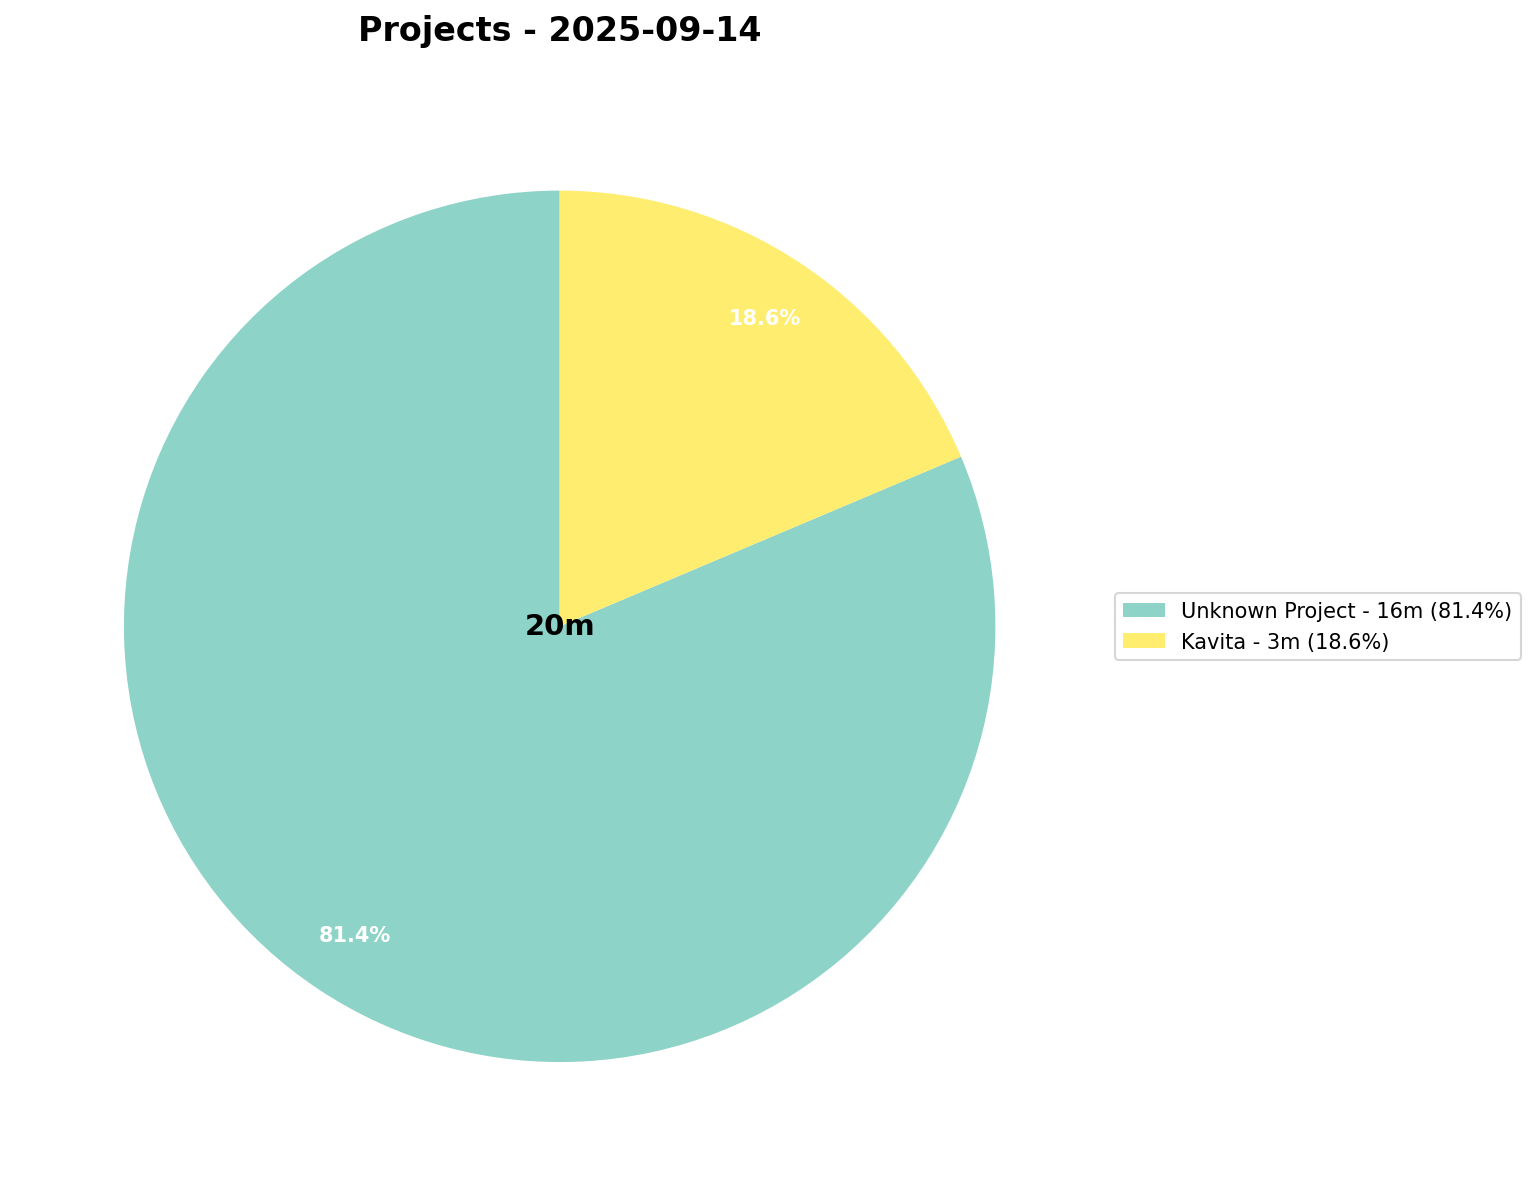 Projects - 2025-09-14
18.6%
20m
Unknown Project - 16m (81.4%)
Kavita - 3m (18.6%)
81.4%